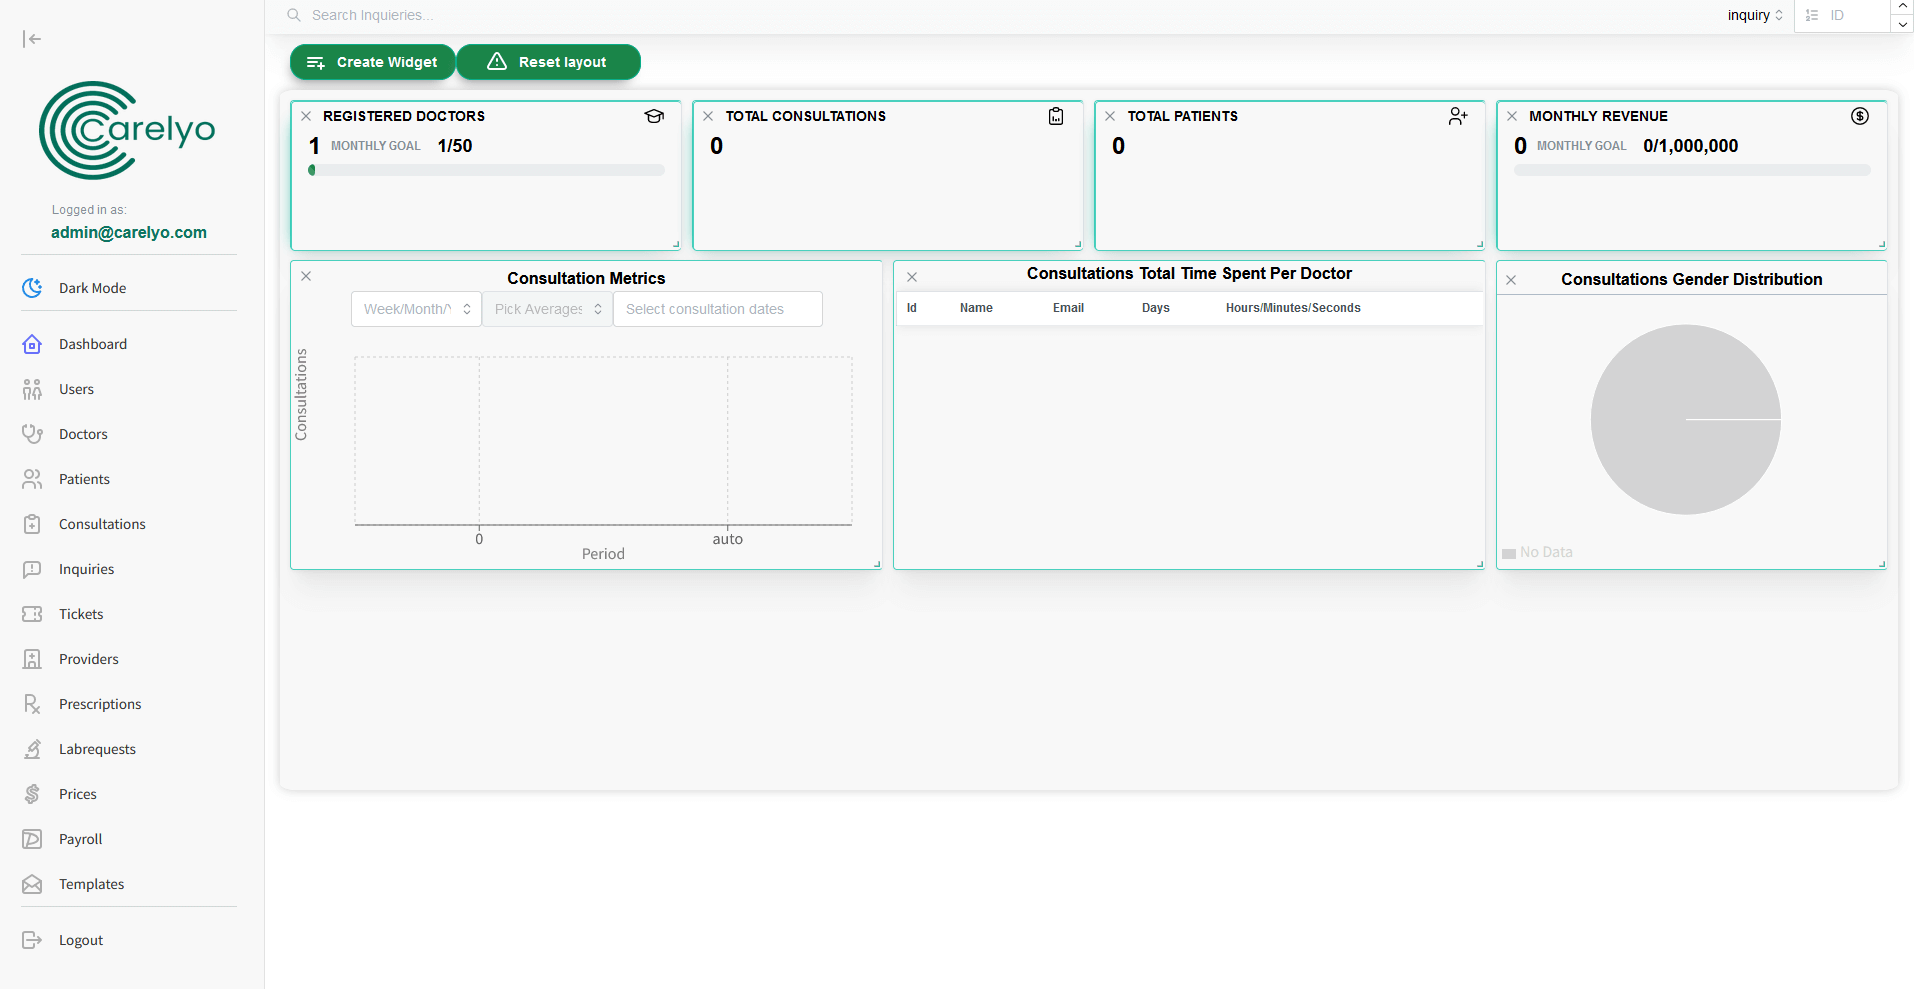 Search Inquieries...
inquiry
ID
Carelyo
Logged in as:
admin@carelyo.com
Dark Mode
Dashboard
Users
Doctors
Patients
Consultations
Inquiries
Tickets
Providers
Prescriptions
Labrequests
Prices
Payroll
Templates
Logout
Create Widget
Reset layout
REGISTERED DOCTORS
1 MONTHLY GOAL 1/50
TOTAL CONSULTATIONS
0
TOTAL PATIENTS
0
MONTHLY REVENUE
0 MONTHLY GOAL 0/1,000,000
Consultation Metrics
Week/Month/
Pick Averages
Select consultation dates
Consultations
0 auto
Period
Consultations Total Time Spent Per Doctor
Id Name Email Days Hours/Minutes/Seconds
Consultations Gender Distribution
No Data